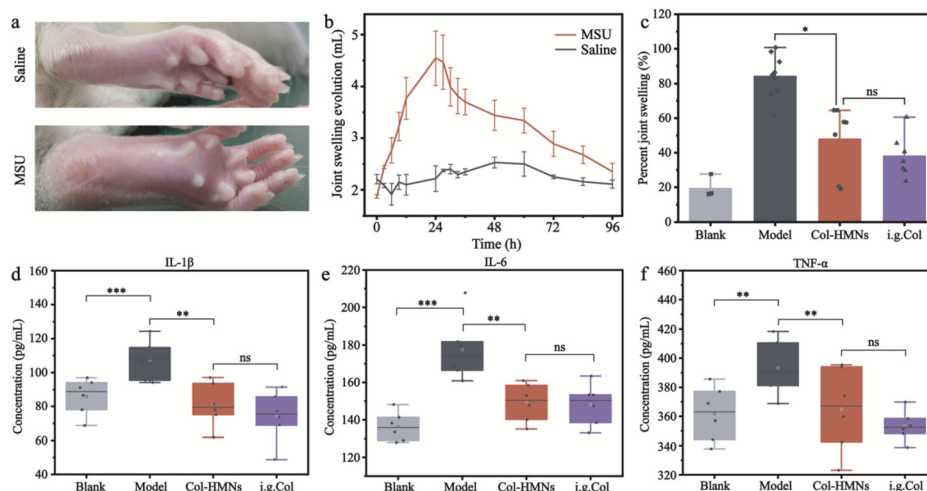 a
Saline
MSU
b
Joint swelling evolution (mL)
5
4
3
2
MSU
Saline
0
24
48
72
96
Time (h)
c
Percent joint swelling (%)
120
100
80
60
40
20
0
*
ns
Blank
Model
Col-HMNs
i.g.Col
d
IL-1β
Concentration (pg/mL)
160
140
120
100
80
60
40
***
**
ns
Blank
Model
Col-HMNs
i.g.Col
e
IL-6
Concentration (pg/mL)
220
200
180
160
140
120
***
**
ns
Blank
Model
Col-HMNs
i.g.Col
f
TNF-α
Concentration (pg/mL)
460
440
420
400
380
360
340
320
**
**
ns
Blank
Model
Col-HMNs
i.g.Col